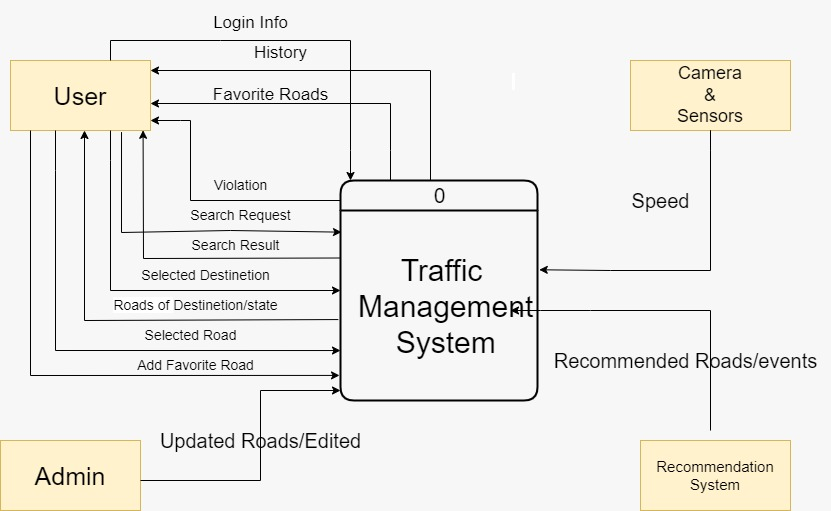 Login Info
History
User
Favorite Roads
Camera
&
Sensors
Violation
0
Search Request
Speed
Search Result
Traffic
Management
System
Selected Destinetion
Roads of Destinetion/state
Selected Road
Add Favorite Road
Recommended Roads/events
Updated Roads/Edited
Admin
Recommendation
System